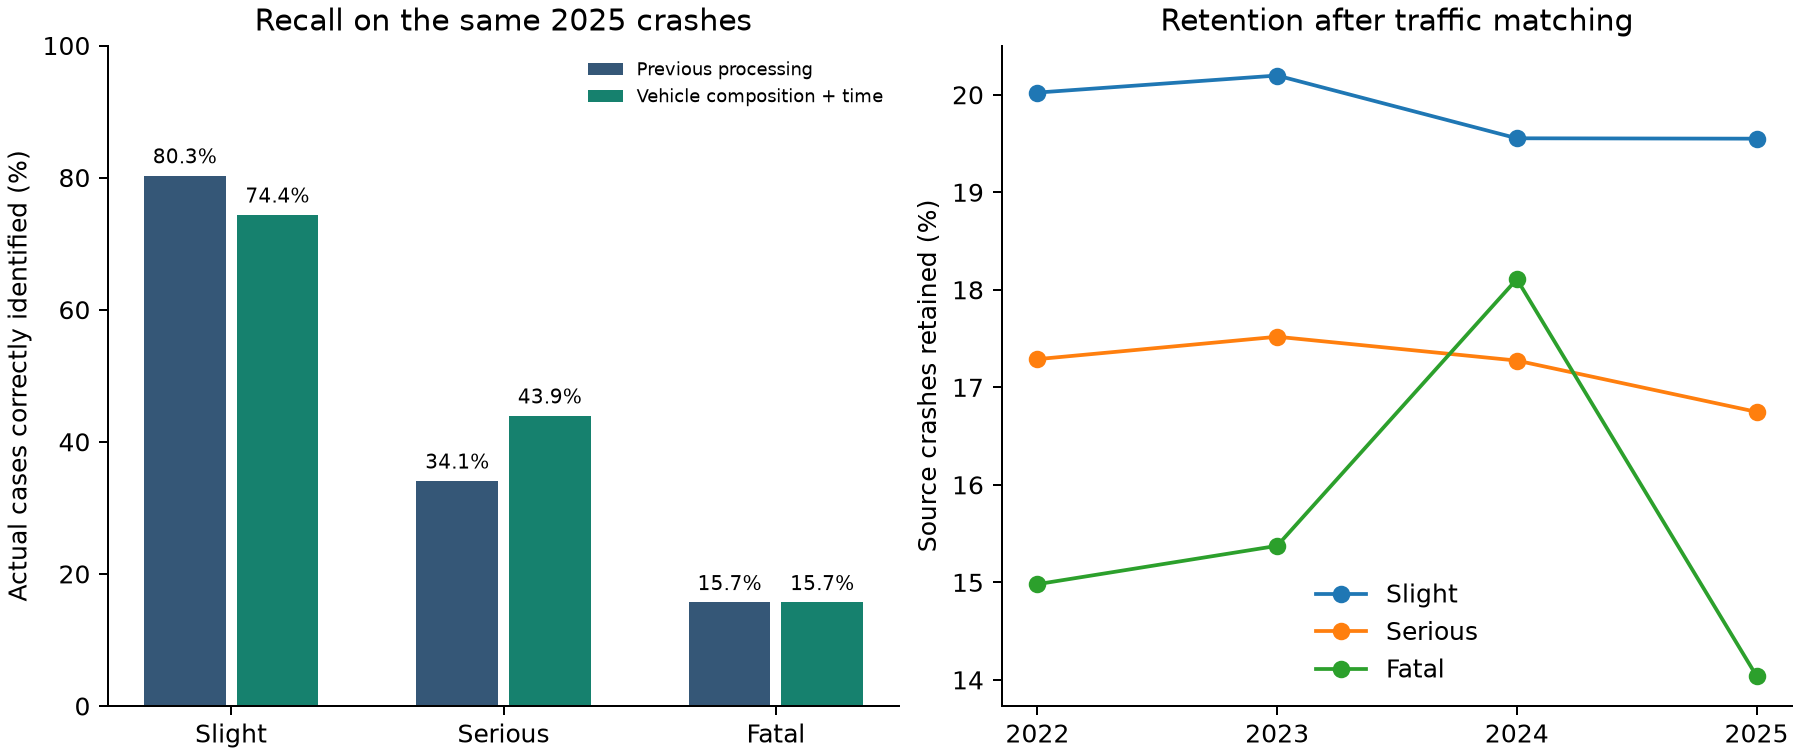 Recall on the same 2025 crashes
Actual cases correctly identified (%)
100
80
60
40
20
0
Previous processing
Vehicle composition + time
80.3%
74.4%
34.1%
43.9%
15.7%
15.7%
Slight
Serious
Fatal
Retention after traffic matching
Source crashes retained (%)
20
19
18
17
16
15
14
Slight
Serious
Fatal
2022
2023
2024
2025